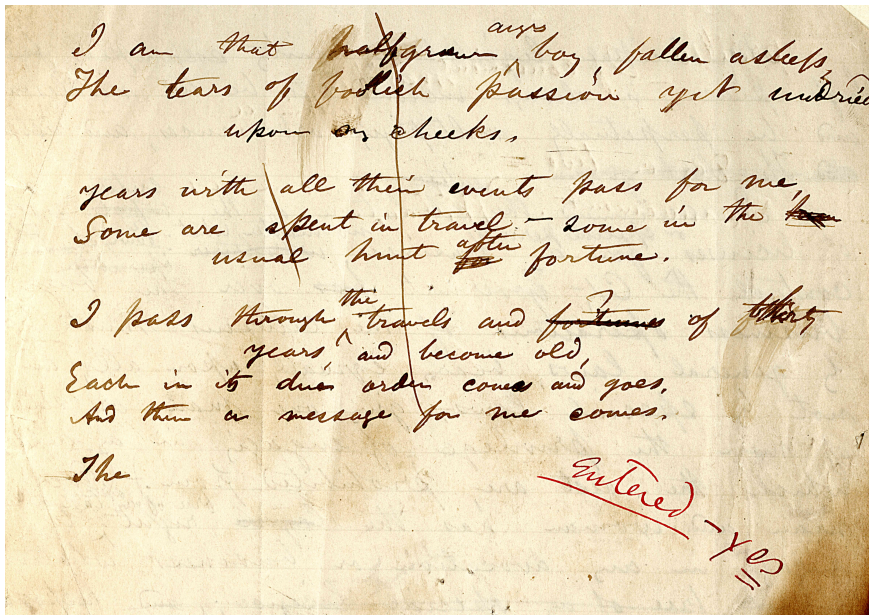 I am that halfgrown angry boy, fallen asleep
The tears of foolish passion yet undried
upon my cheeks.
years with all their events pass for me,
Some are spent in travel — some in the
usual hunt for after fortune.
I pass through the travels and fortunes ? of thirty
years, and become old,
Each in its due order comes and goes,
And then a message for me comes.
The
Entered – Yes